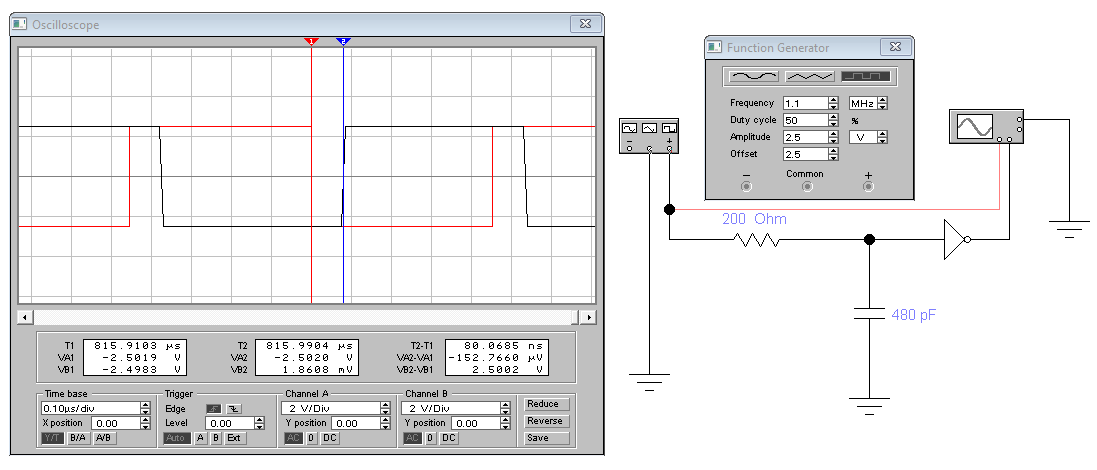 Oscilloscope
1 2
T1 815.9103 µs T2 815.9904 µs T2-T1 80.0685 ns
VA1 -2.5019 V VA2 -2.5020 V VA2-VA1 -152.7660 µV
VB1 -2.4983 V VB2 1.8608 mV VB2-VB1 2.5002 V
Time base Trigger Channel A Channel B
0.10µs/div Edge 2 V/Div 2 V/Div Reduce
X position 0.00 Level 0.00 Y position 0.00 Y position 0.00 Reverse
Y/T B/A A/B Auto A B Ext AC 0 DC AC 0 DC Save
Function Generator
Frequency 1.1 MHz
Duty cycle 50 %
Amplitude 2.5 V
Offset 2.5
- Common +
- +
200 Ohm
480 pF